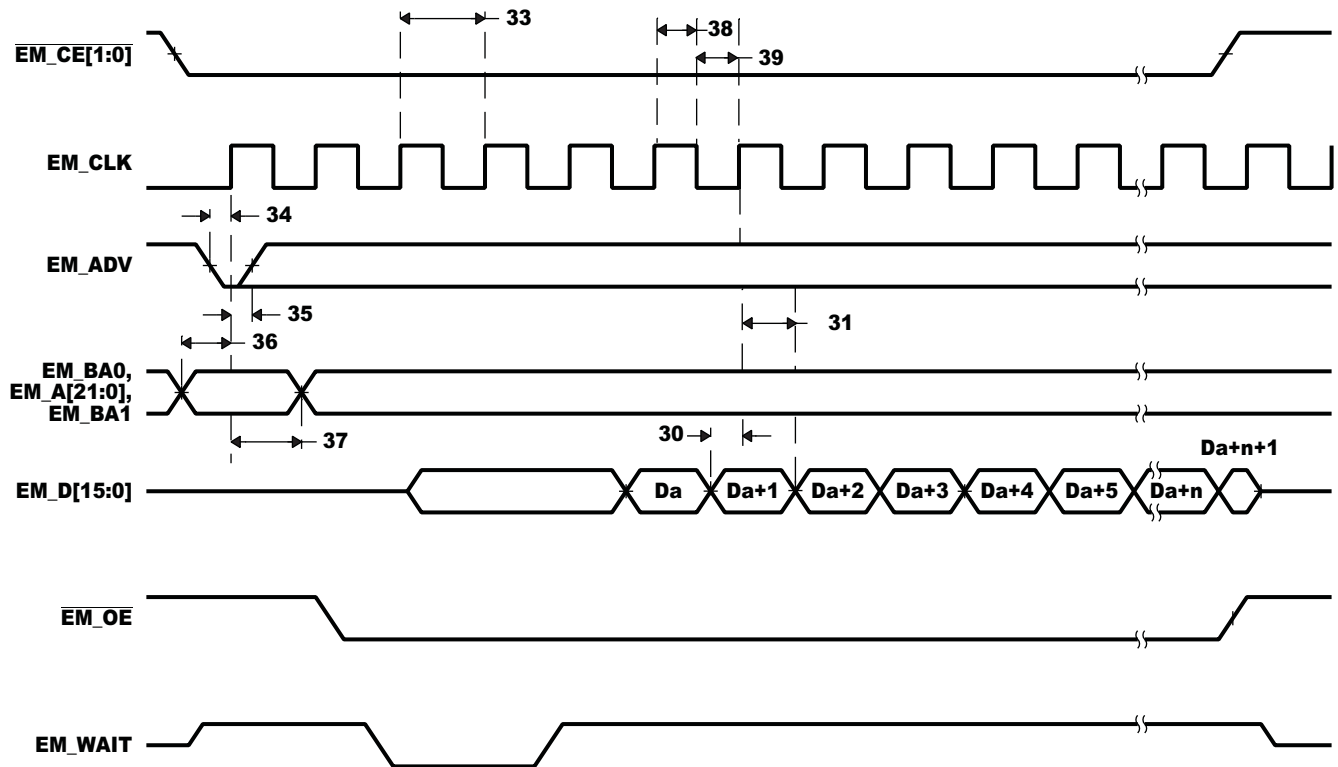 33
38
EM_CE[1:0]
39
EM_CLK
34
EM_ADV
35
31
36
EM_BA0,
EM_A[21:0],
EM_BA1
37
30
Da+n+1
EM_D[15:0]
Da
Da+1
Da+2
Da+3
Da+4
Da+5
Da+n
EM_OE
EM_WAIT